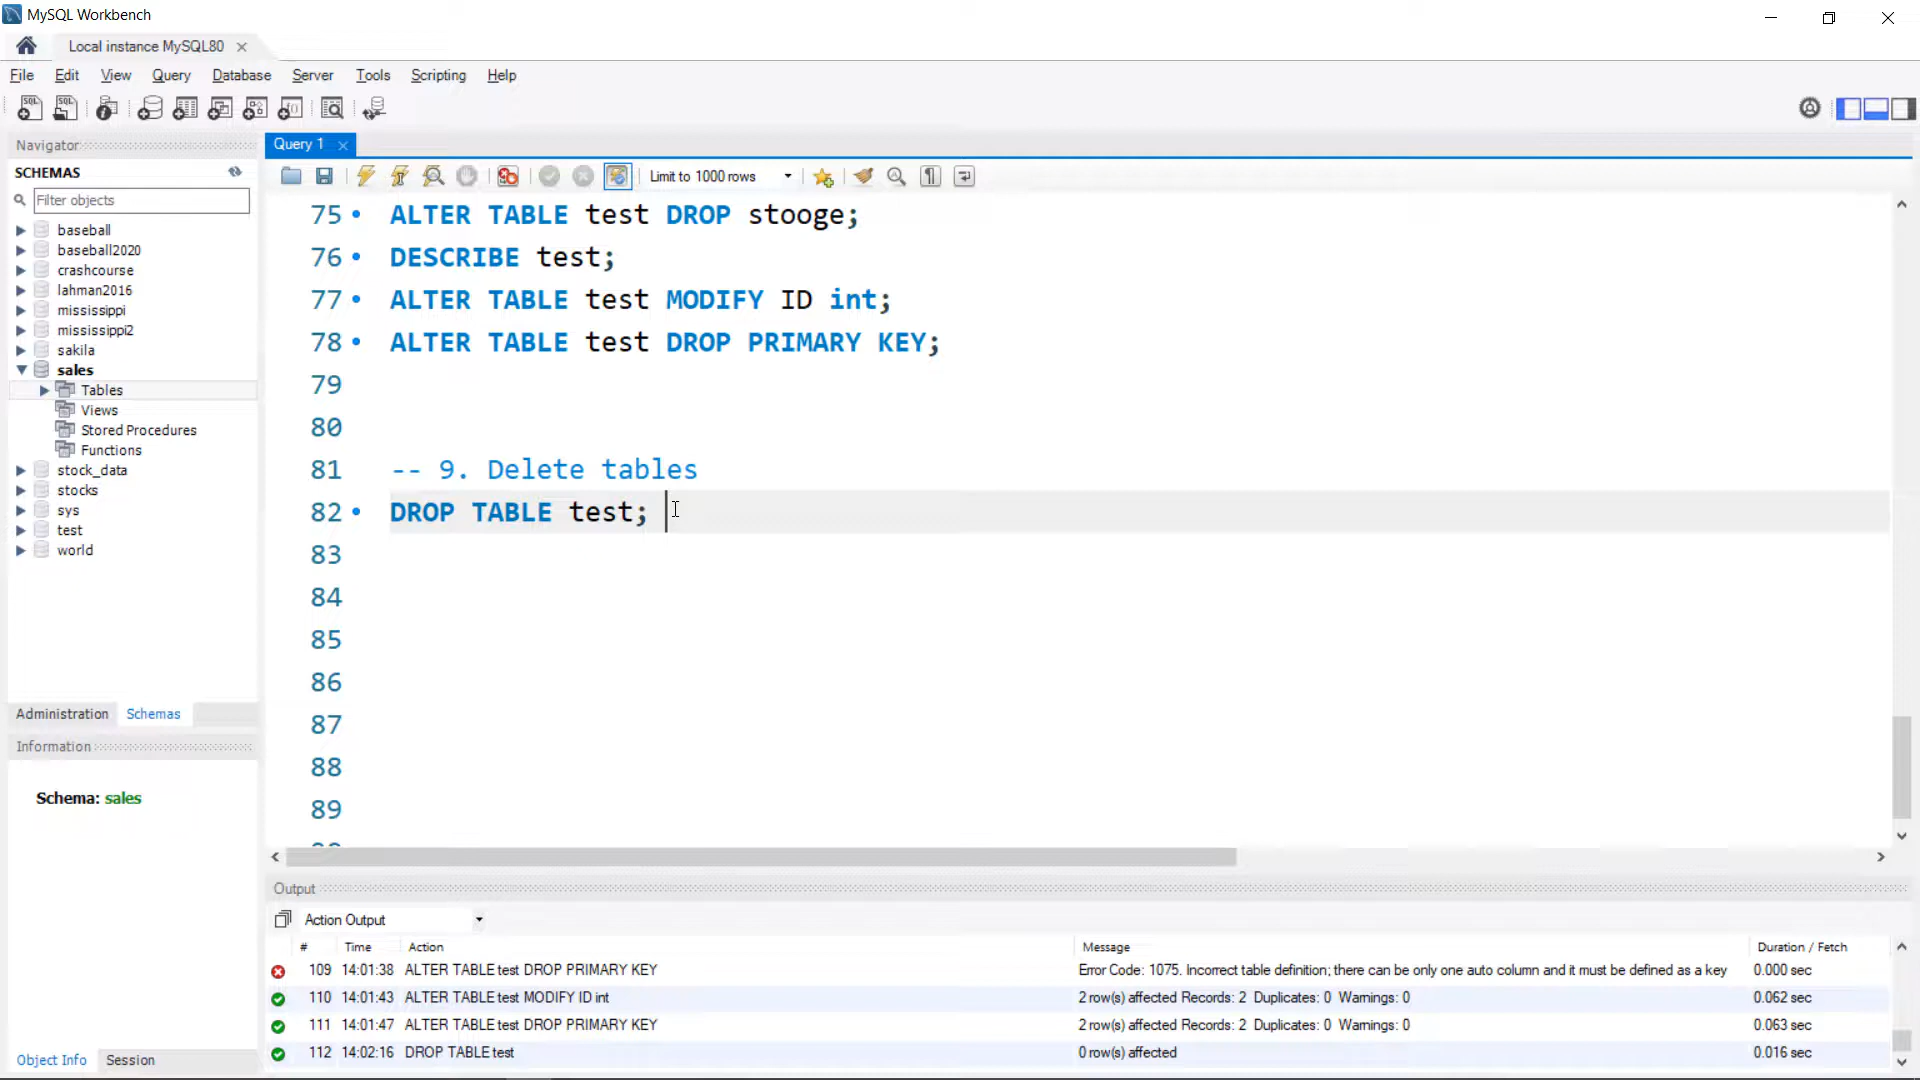 MySQL Workbench
Local instance MySQL80
File Edit View Query Database Server Tools Scripting Help
Navigator
SCHEMAS
Filter objects
baseball
baseball2020
crashcourse
lahman2016
mississippi
mississippi2
sakila
sales
Tables
Views
Stored Procedures
Functions
stock_data
stocks
sys
test
world
Administration Schemas
Information
Schema: sales
Object Info Session
Query 1
Limit to 1000 rows
75 ALTER TABLE test DROP stooge;
76 DESCRIBE test;
77 ALTER TABLE test MODIFY ID int;
78 ALTER TABLE test DROP PRIMARY KEY;
79
80
81 -- 9. Delete tables
82 DROP TABLE test;
83
84
85
86
87
88
89
Output
Action Output
# Time Action Message Duration / Fetch
109 14:01:38 ALTER TABLE test DROP PRIMARY KEY Error Code: 1075. Incorrect table definition; there can be only one auto column and it must be defined as a key 0.000 sec
110 14:01:43 ALTER TABLE test MODIFY ID int 2 row(s) affected Records: 2 Duplicates: 0 Warnings: 0 0.062 sec
111 14:01:47 ALTER TABLE test DROP PRIMARY KEY 2 row(s) affected Records: 2 Duplicates: 0 Warnings: 0 0.063 sec
112 14:02:16 DROP TABLE test 0 row(s) affected 0.016 sec